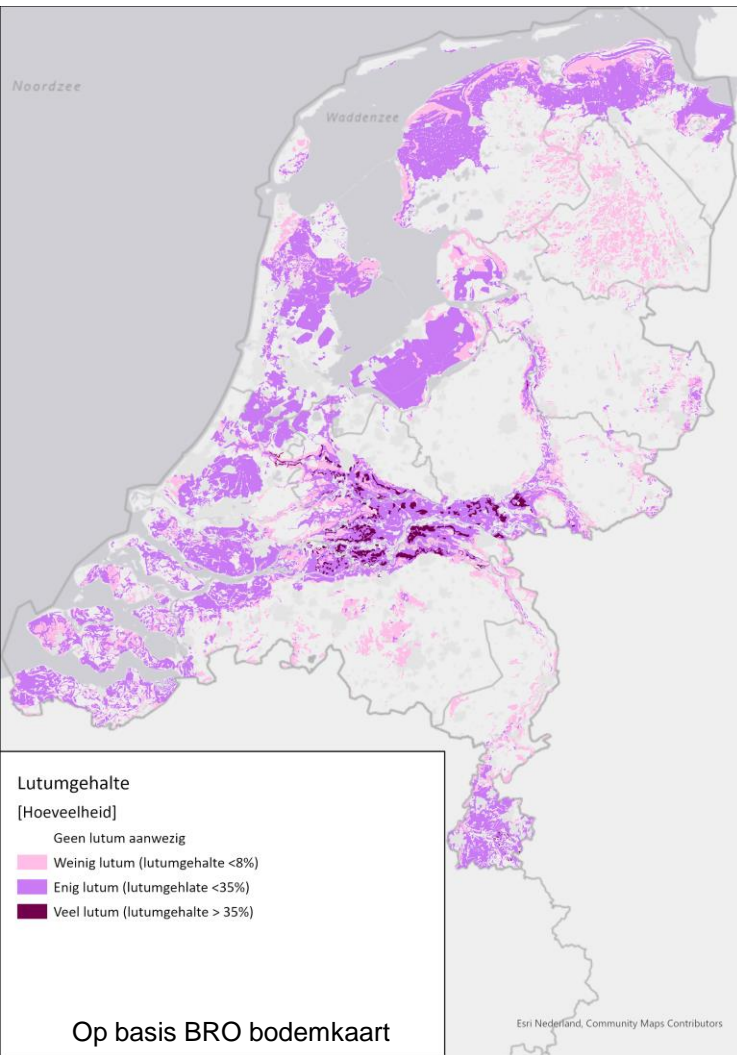 Noordzee
Waddenzee
Lutumgehalte
[Hoeveelheid]
Geen lutum aanwezig
Weinig lutum (lutumgehalte <8%)
Enig lutum (lutumgehlate <35%)
Veel lutum (lutumgehalte > 35%)
Op basis BRO bodemkaart
Esri Nederland, Community Maps Contributors